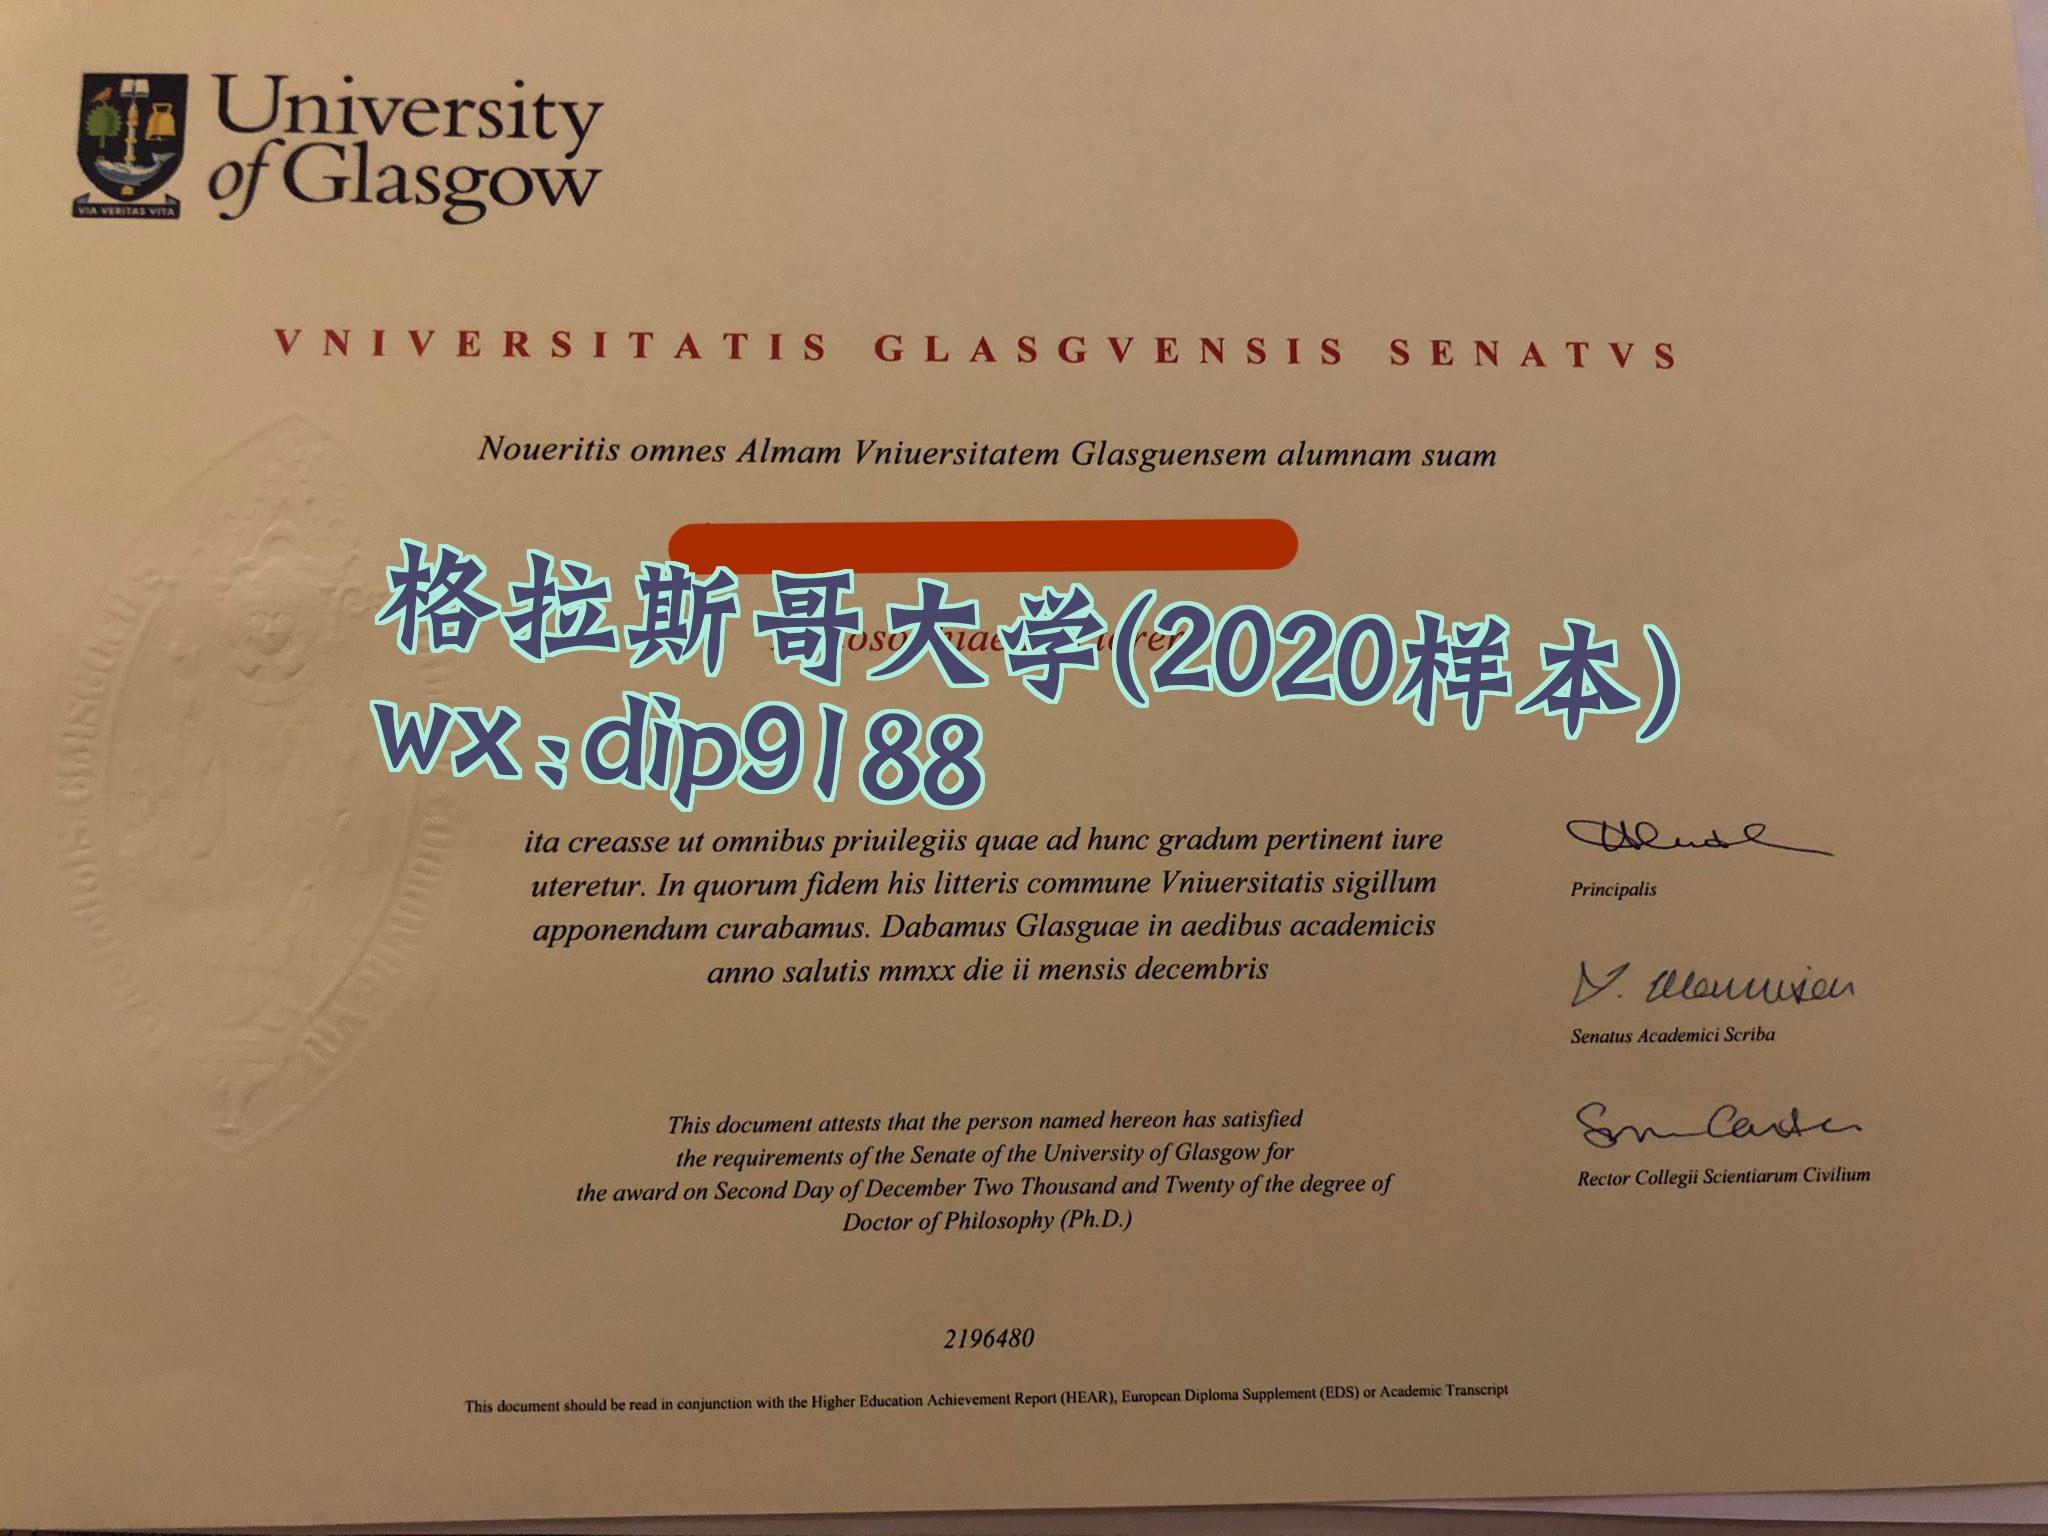 University
of Glasgow
VIA VERITAS VITA
VNIVERSITATIS GLASGVENSIS SENATVS
Noueritis omnes Almam Vniuersitatem Glasguensem alumnam suam
格拉斯哥大学(2020样本)
wx:dip9188
ita creasse ut omnibus priuilegiis quae ad hunc gradum pertinent iure
uteretur. In quorum fidem his litteris commune Vniuersitatis sigillum
apponendum curabamus. Dabamus Glasguae in aedibus academicis
anno salutis mmxx die ii mensis decembris
Principalis
Senatus Academici Scriba
Rector Collegii Scientiarum Civilium
This document attests that the person named hereon has satisfied
the requirements of the Senate of the University of Glasgow for
the award on Second Day of December Two Thousand and Twenty of the degree of
Doctor of Philosophy (Ph.D.)
2196480
This document should be read in conjunction with the Higher Education Achievement Report (HEAR), European Diploma Supplement (EDS) or Academic Transcript